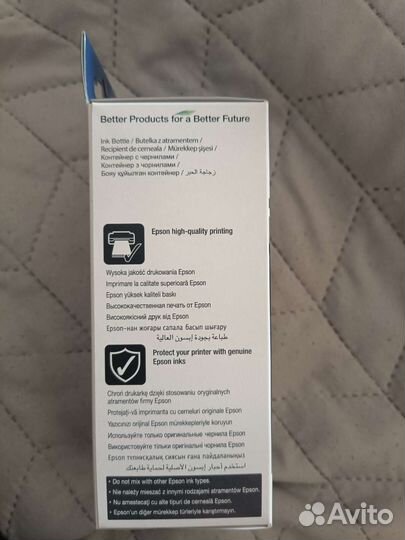 Better Products for a Better Future
Ink Bottle / Butelka z atramentem /
Recipient de cerneala / Mürekkep şişesi /
Контейнер с чернилами /
Контейнер з чорнилами /
Бояу құйылған контейнер / زجاجة الحبر
Epson high-quality printing
Wysoka jakość drukowania Epson
Imprimare la calitate superioară Epson
Epson yüksek kaliteli baskı
Высококачественная печать от Epson
Високоякісний друк від Epson
Epson-нан жоғары сапала басып шығару
طباعة بجودة إبسون العالية
Protect your printer with genuine
Epson inks
Chroń drukarkę dzięki stosowaniu oryginalnych
atramentów firmy Epson
Protejaţi-vă imprimanta cu cerneluri originale Epson
Yazıcınızı orijinal Epson mürekkepleriyle koruyun
Используйте только оригинальные чернила Epson
Використовуйте тільки оригінальні чорнила Epson
Epson түпнұсқалық сиясын ғана пайдаланыңыз
استخدم أحبار إبسون الأصلية لحماية طابعتك
• Do not mix with other Epson ink types.
• Nie należy mieszać z innymi rodzajami atramentów Epson.
• Nu amestecaţi cu alte tipuri de cerneală Epson.
• Epson'un diğer mürekkep türleriyle karıştırmayın.
Avito